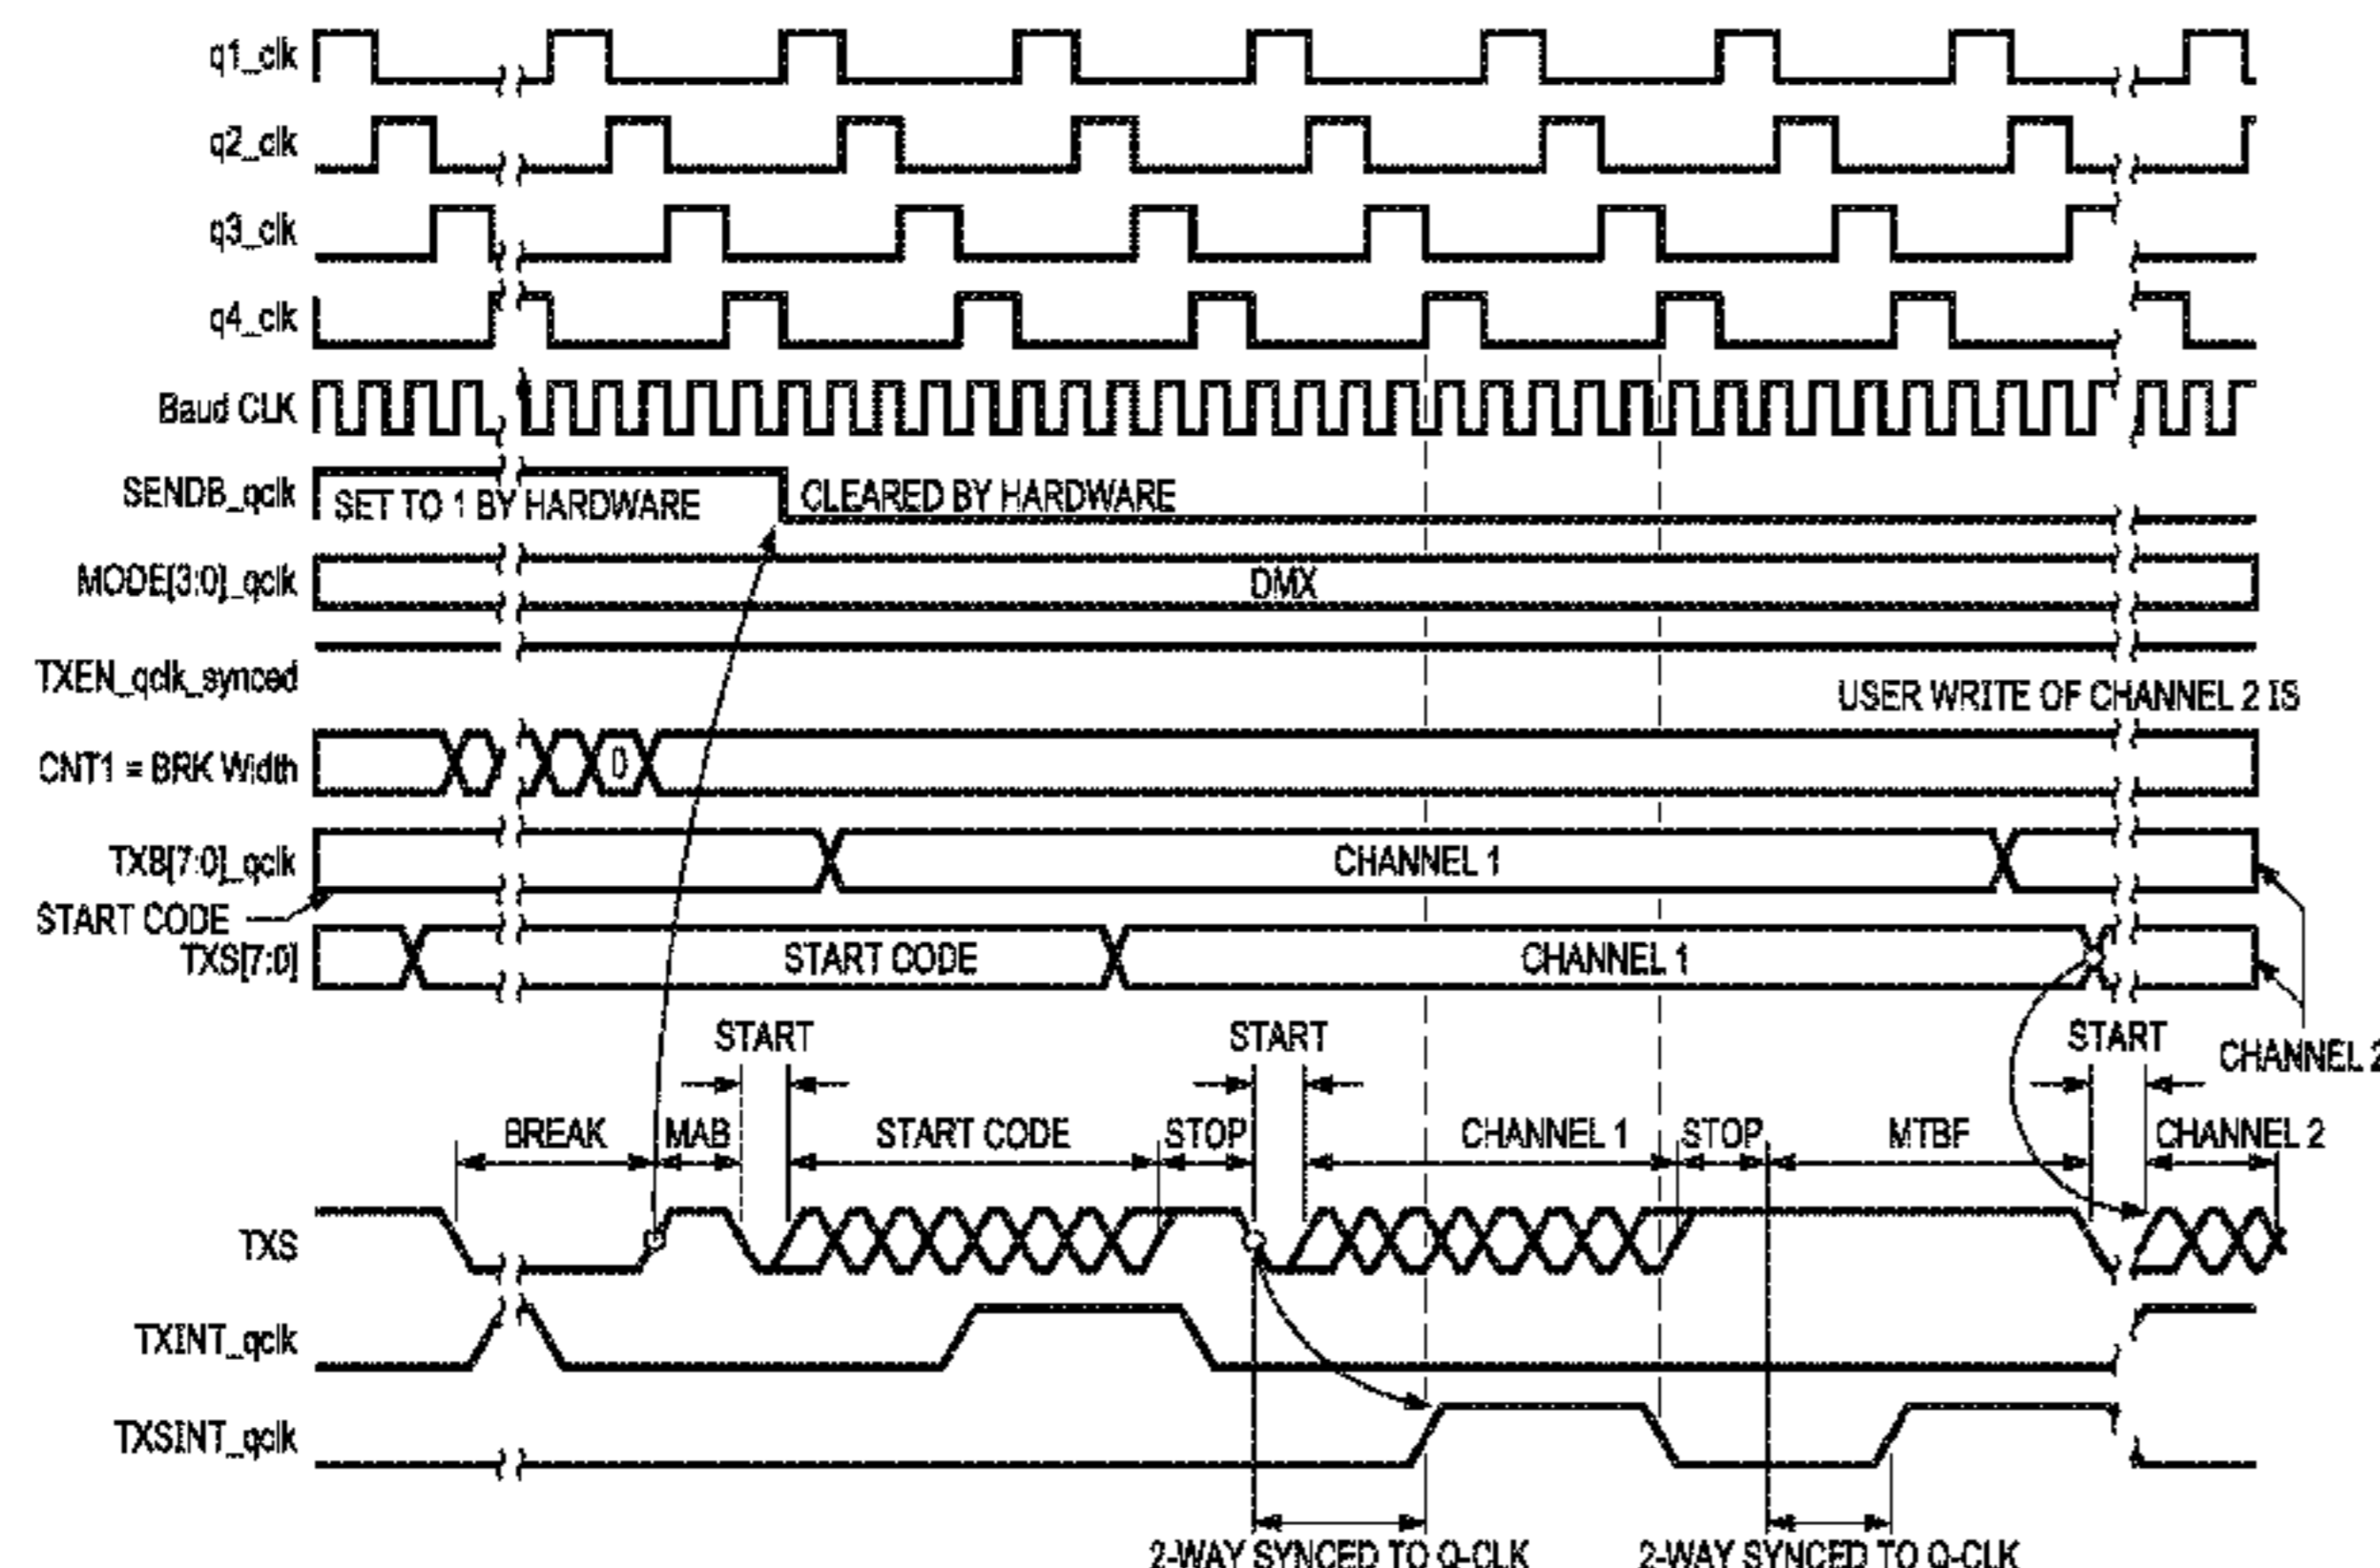 q1_clk
q2_clk
q3_clk
q4_clk
Baud CLK
SENDB_qclk
SET TO 1 BY HARDWARE
CLEARED BY HARDWARE
MODE[3:0]_qclk
DMX
TXEN_qclk_synced
USER WRITE OF CHANNEL 2 IS
CNT1 = BRK Width
0
TXB[7:0]_qclk
CHANNEL 1
START CODE
TXS[7:0]
START CODE
CHANNEL 1
START
START
START
CHANNEL 2
BREAK
MAB
START CODE
STOP
CHANNEL 1
STOP
MTBF
CHANNEL 2
TXS
TXINT_qclk
TXSINT_qclk
2-WAY SYNCED TO Q-CLK
2-WAY SYNCED TO Q-CLK